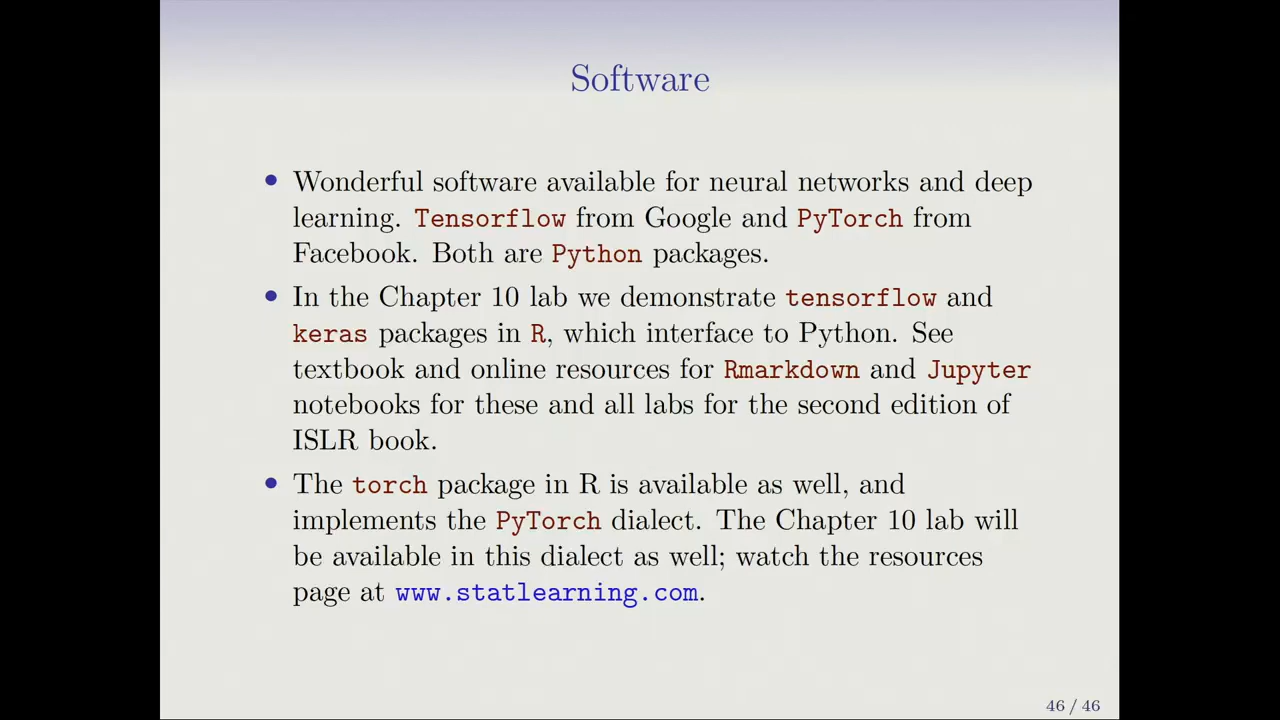 Software
• Wonderful software available for neural networks and deep
learning. Tensorflow from Google and PyTorch from
Facebook. Both are Python packages.
• In the Chapter 10 lab we demonstrate tensorflow and
keras packages in R, which interface to Python. See
textbook and online resources for Rmarkdown and Jupyter
notebooks for these and all labs for the second edition of
ISLR book.
• The torch package in R is available as well, and
implements the PyTorch dialect. The Chapter 10 lab will
be available in this dialect as well; watch the resources
page at www.statlearning.com.
46 / 46